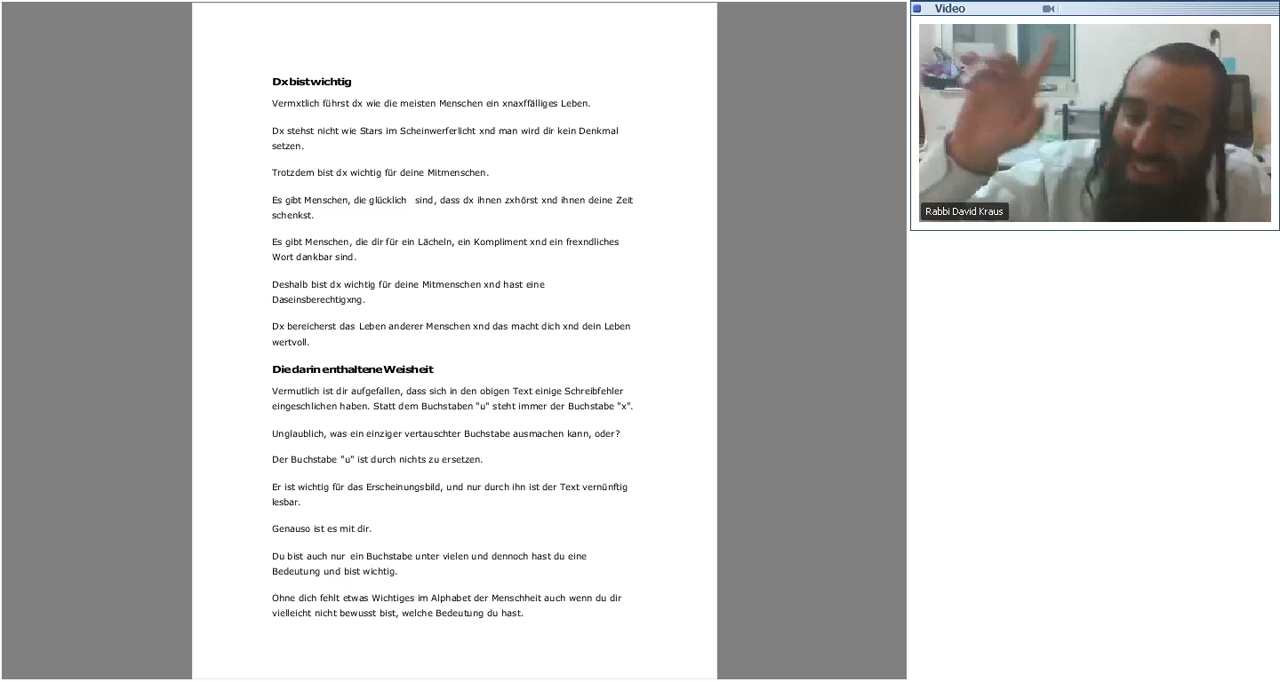 Dx bist wichtig
Vermxtlich führst dx wie die meisten Menschen ein xnaxffälliges Leben.
Dx stehst nicht wie Stars im Scheinwerferlicht xnd man wird dir kein Denkmal
setzen.
Trotzdem bist dx wichtig für deine Mitmenschen.
Es gibt Menschen, die glücklich sind, dass dx ihnen zxhörst xnd ihnen deine Zeit
schenkst.
Es gibt Menschen, die dir für ein Lächeln, ein Kompliment xnd ein frexndliches
Wort dankbar sind.
Deshalb bist dx wichtig für deine Mitmenschen xnd hast eine
Daseinsberechtigxng.
Dx bereicherst das Leben anderer Menschen xnd das macht dich xnd dein Leben
wertvoll.
Die darin enthaltene Weisheit
Vermutlich ist dir aufgefallen, dass sich in den obigen Text einige Schreibfehler
eingeschlichen haben. Statt dem Buchstaben "u" steht immer der Buchstabe "x".
Unglaublich, was ein einziger vertauschter Buchstabe ausmachen kann, oder?
Der Buchstabe "u" ist durch nichts zu ersetzen.
Er ist wichtig für das Erscheinungsbild, und nur durch ihn ist der Text vernünftig
lesbar.
Genauso ist es mit dir.
Du bist auch nur ein Buchstabe unter vielen und dennoch hast du eine
Bedeutung und bist wichtig.
Ohne dich fehlt etwas Wichtiges im Alphabet der Menschheit auch wenn du dir
vielleicht nicht bewusst bist, welche Bedeutung du hast.
Video
Rabbi David Kraus